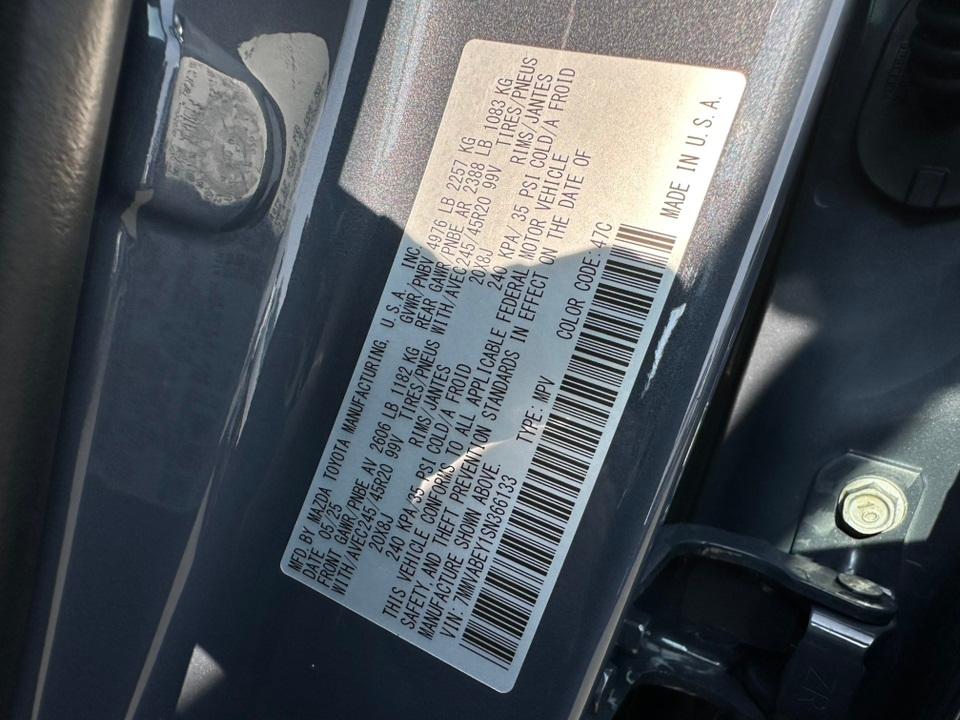 MFD. BY MAZDA TOYOTA MANUFACTURING, U.S.A., INC.
DATE 05/25 GVWR/PNBV 4976 LB 2257 KG
FRONT GAWR/PNBE AV 2606 LB 1182 KG REAR GAWR/PNBE AR 2388 LB 1083 KG
WITH/AVEC245/45R20 99V TIRES/PNEUS WITH/AVEC245/45R20 99V TIRES/PNEUS
20X8J RIMS/JANTES 20X8J RIMS/JANTES
240 KPA/35 PSI COLD/A FROID 240 KPA/35 PSI COLD/A FROID
THIS VEHICLE CONFORMS TO ALL APPLICABLE FEDERAL MOTOR VEHICLE
SAFETY, AND THEFT PREVENTION STANDARDS IN EFFECT ON THE DATE OF
MANUFACTURE SHOWN ABOVE.
VIN: 7MMVABEY1SN366133 TYPE: MPV COLOR CODE: 47C
MADE IN U.S.A.